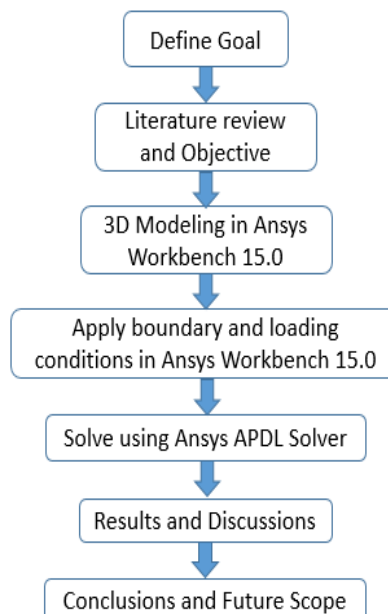 Define Goal
Literature review
and Objective
3D Modeling in Ansys
Workbench 15.0
Apply boundary and loading
conditions in Ansys Workbench 15.0
Solve using Ansys APDL Solver
Results and Discussions
Conclusions and Future Scope